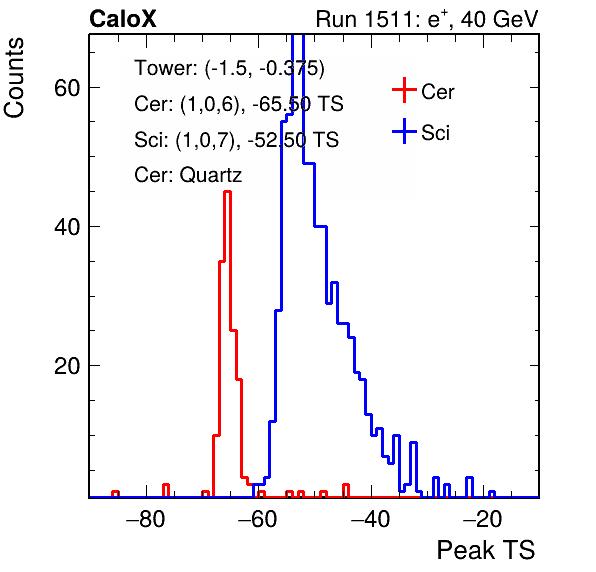 CaloX Run 1511: e⁺, 40 GeV
Counts
Tower: (-1.5, -0.375)
Cer: (1,0,6), -65.50 TS
Sci: (1,0,7), -52.50 TS
Cer: Quartz
Cer
Sci
60
40
20
−80 −60 −40 −20
Peak TS